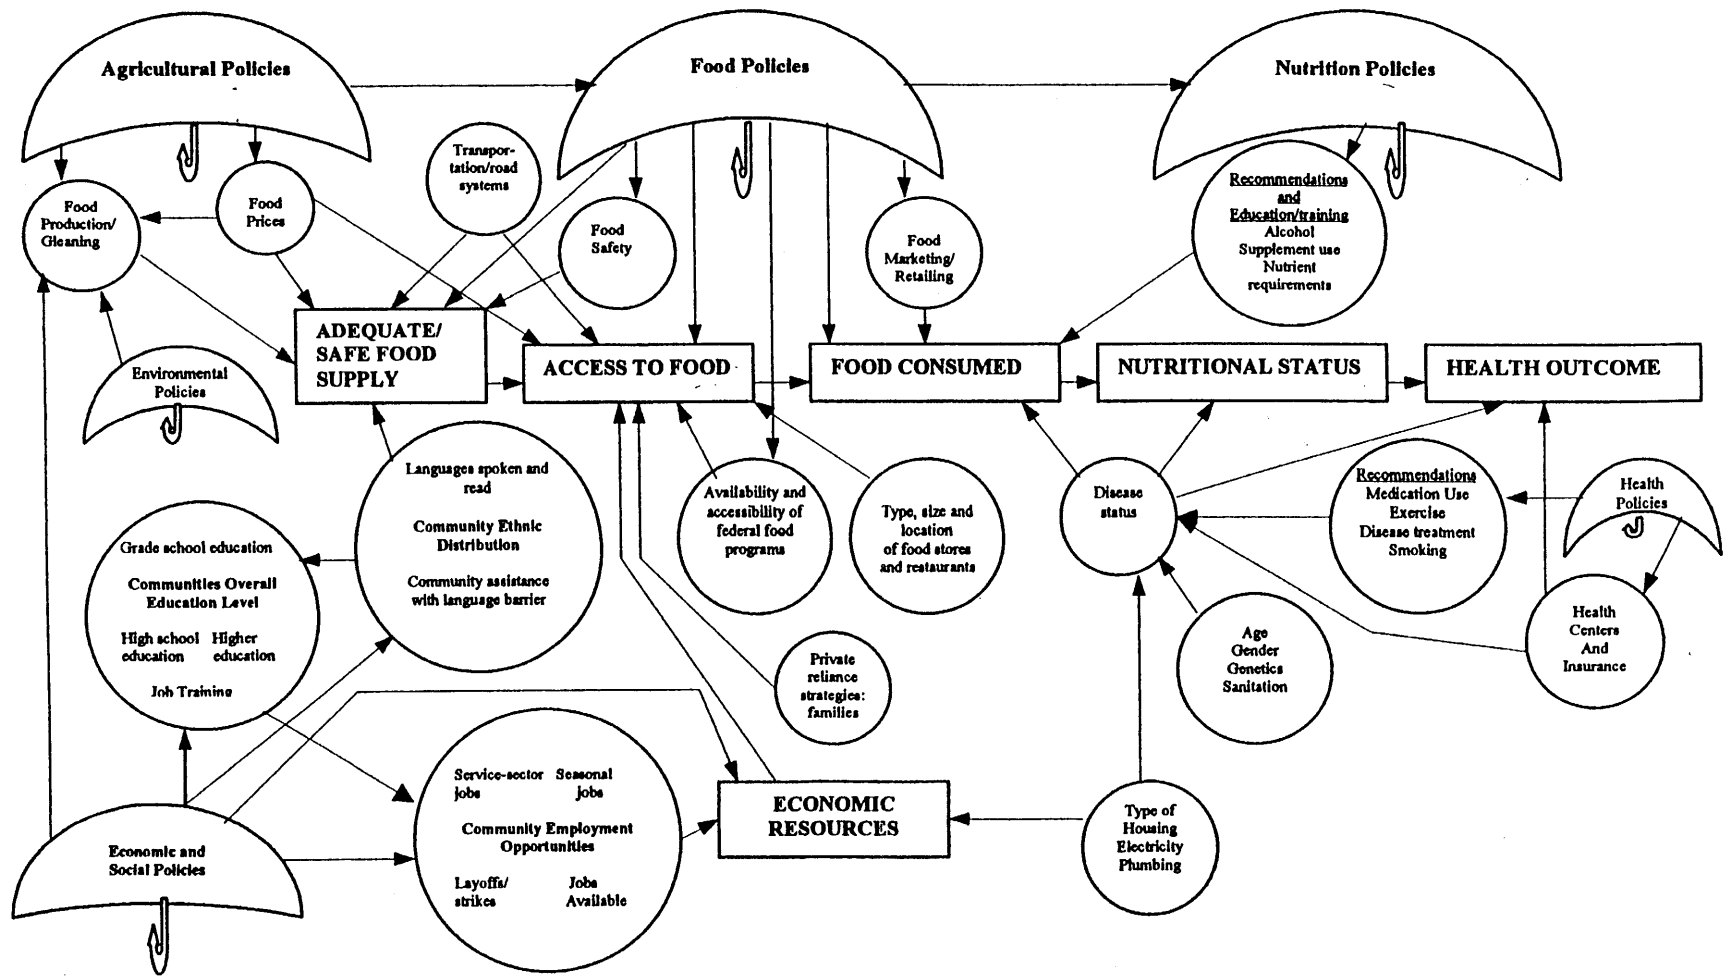 Agricultural Policies
Food Policies
Nutrition Policies
Transpor-
tation/road
systems
Food
Production/
Gleaning
Food
Prices
Food
Safety
Food
Marketing/
Retailing
Recommendations
and
Education/training
Alcohol
Supplement use
Nutrient
requirements
ADEQUATE/
SAFE FOOD
SUPPLY
ACCESS TO FOOD
FOOD CONSUMED
NUTRITIONAL STATUS
HEALTH OUTCOME
Environmental
Policies
Languages spoken and
read
Community Ethnic
Distribution
Community assistance
with language barrier
Availability and
accessibility of
federal food
programs
Type, size and
location
of food stores
and restaurants
Disease
status
Recommendations
Medication Use
Exercise
Disease treatment
Smoking
Health
Policies
Grade school education
Communities Overall
Education Level
High school Higher
education education
Job Training
Private
reliance
strategies:
families
Age
Gender
Genetics
Sanitation
Health
Centers
And
Insurance
Service-sector Seasonal
jobs jobs
Community Employment
Opportunities
Layoffs/ Jobs
strikes Available
ECONOMIC
RESOURCES
Type of
Housing
Electricity
Plumbing
Economic and
Social Policies